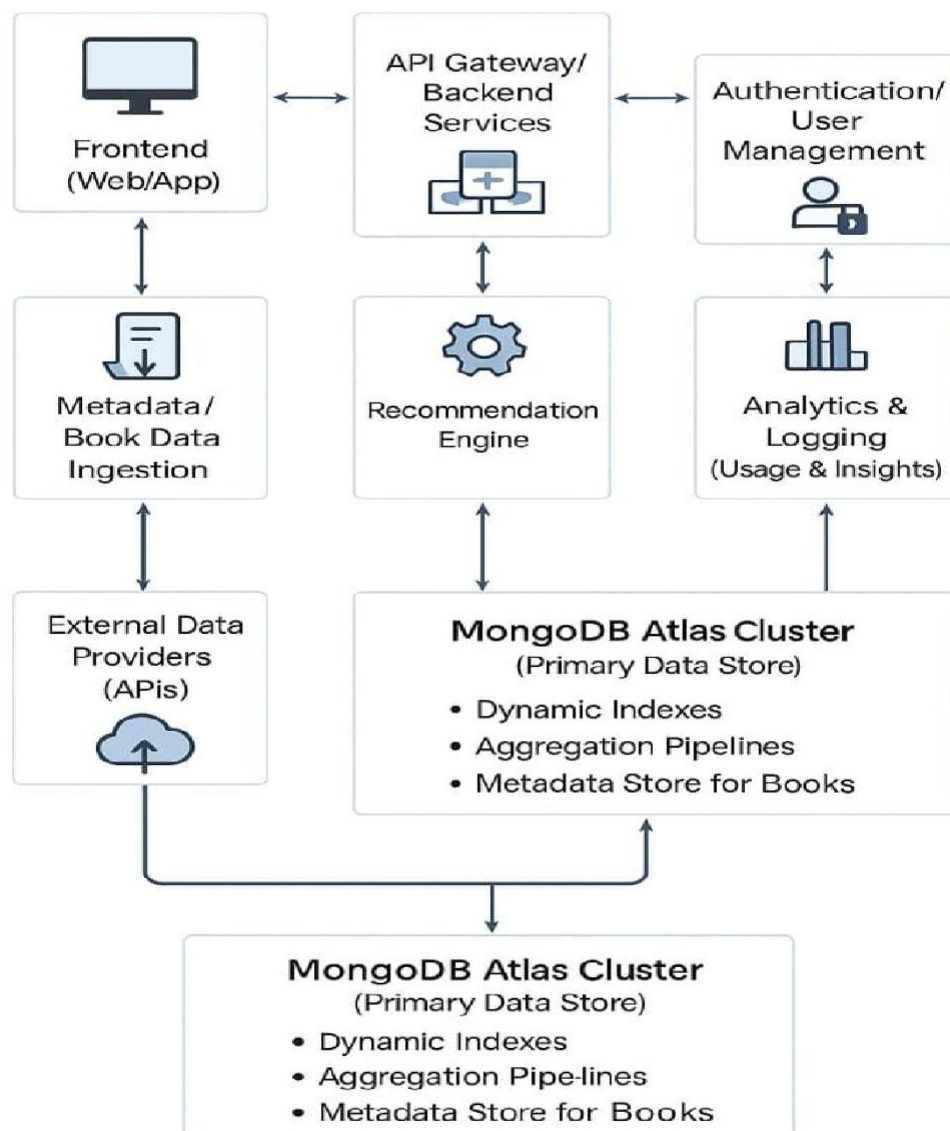 Frontend
(Web/App)
API Gateway/
Backend
Services
Authentication/
User
Management
Metadata/
Book Data
Ingestion
Recommendation
Engine
Analytics &
Logging
(Usage & Insights)
External Data
Providers
(APis)
MongoDB Atlas Cluster
(Primary Data Store)
• Dynamic Indexes
• Aggregation Pipelines
• Metadata Store for Books
MongoDB Atlas Cluster
(Primary Data Store)
• Dynamic Indexes
• Aggregation Pipe-lines
• Metadata Store for Books